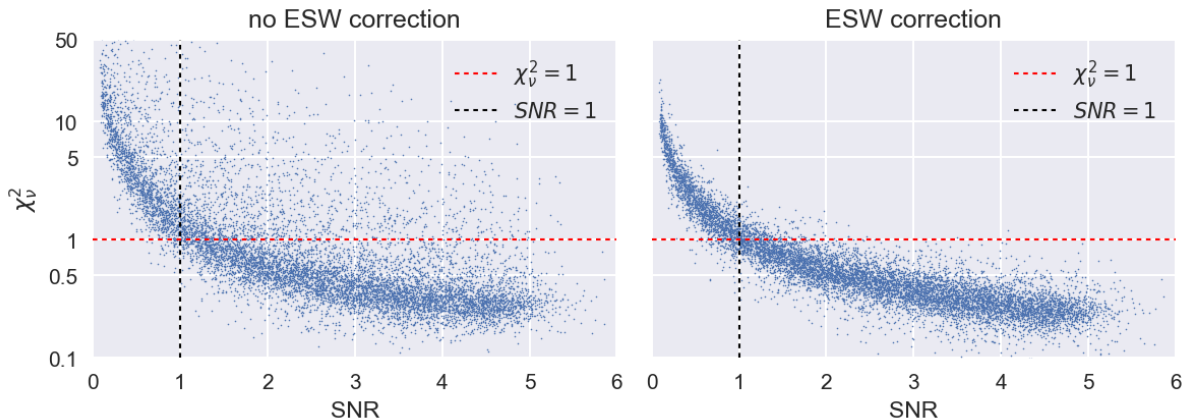 no ESW correction
50
10
5
1
0.5
0.1
χ²ᵥ
χ²ᵥ = 1
SNR = 1
0 1 2 3 4 5 6
SNR
ESW correction
χ²ᵥ = 1
SNR = 1
0 1 2 3 4 5 6
SNR